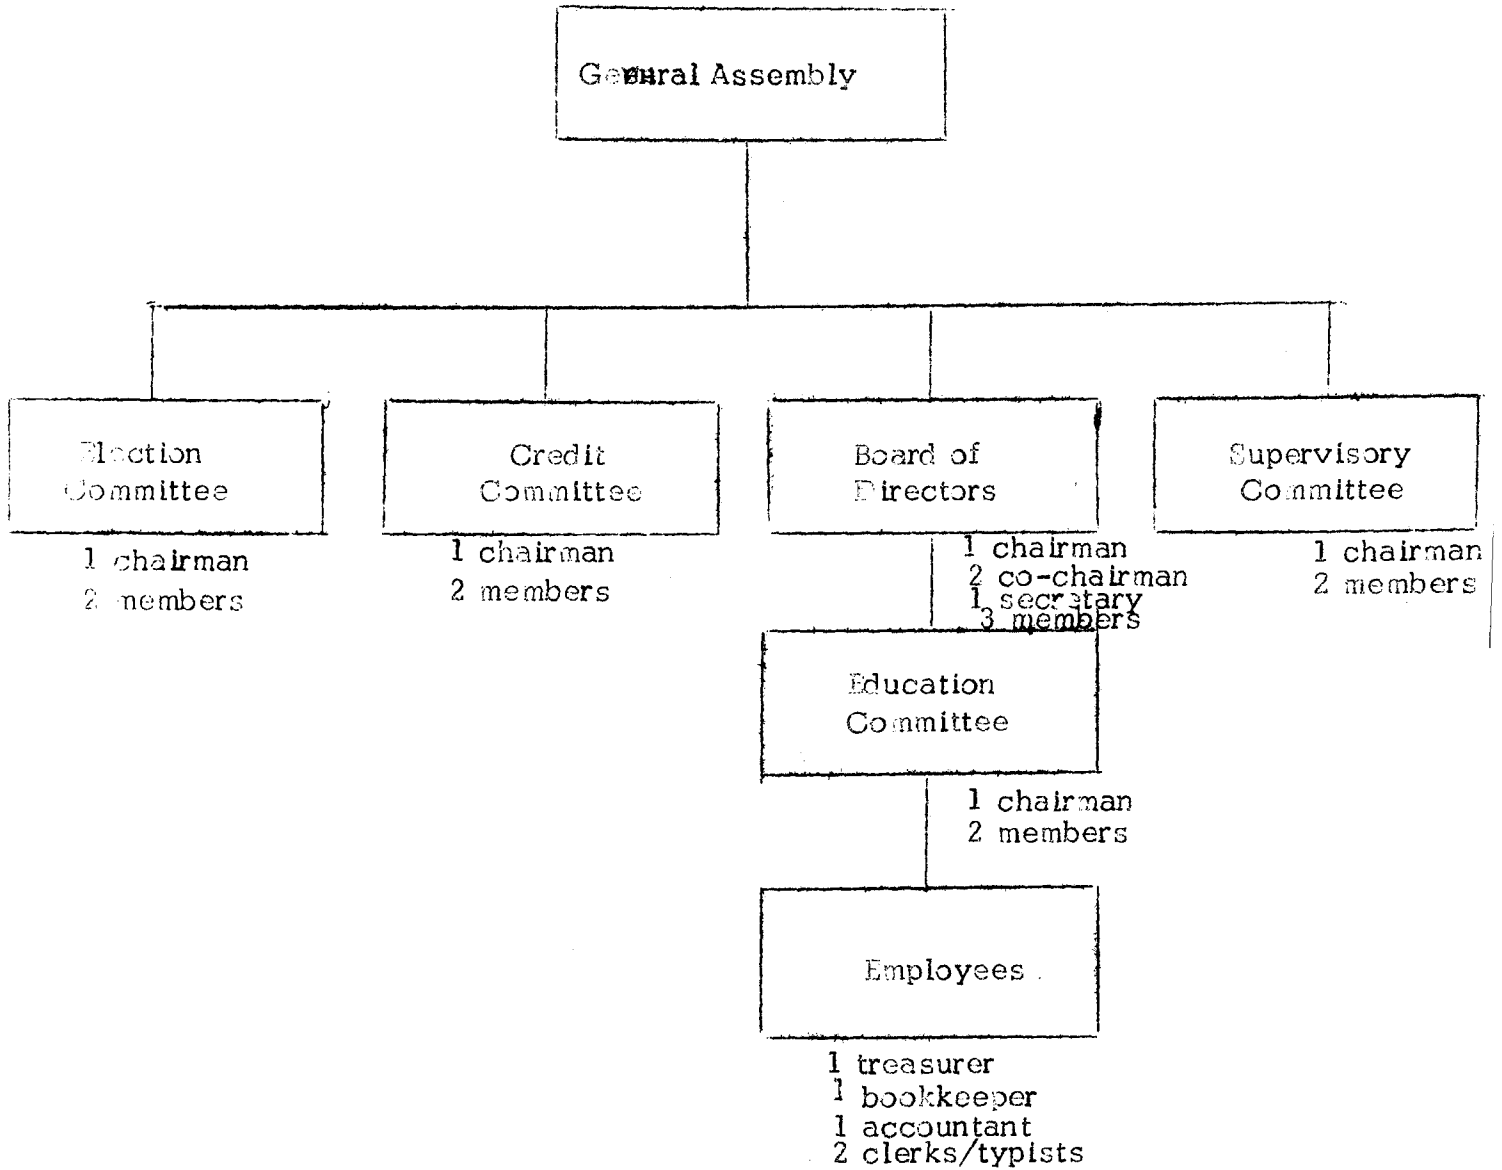 General Assembly
Election
Committee
1 chairman
2 members
Credit
Committee
1 chairman
2 members
Board of
Directors
1 chairman
2 co-chairman
1 secretary
3 members
Supervisory
Committee
1 chairman
2 members
Education
Committee
1 chairman
2 members
Employees
1 treasurer
1 bookkeeper
1 accountant
2 clerks/typists